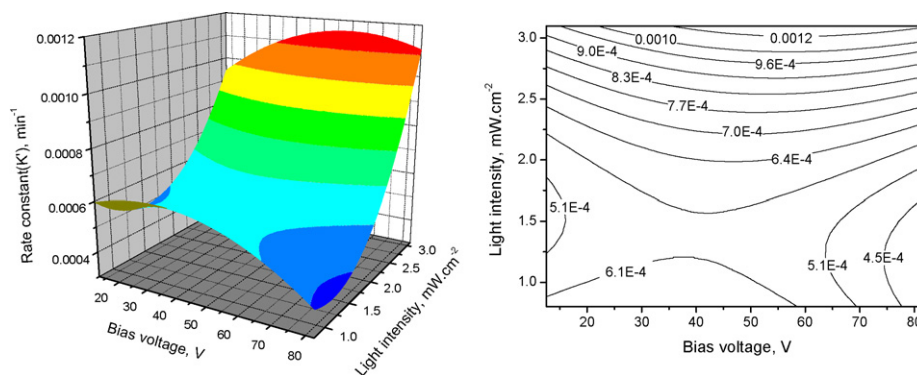 0.0012
0.0010
0.0008
0.0006
0.0004
Rate constant(K'), min⁻¹
20 30 40 50 60 70 80
Bias voltage, V
1.0 1.5 2.0 2.5 3.0
Light intensity, mW.cm⁻²
3.0
2.5
2.0
1.5
1.0
Light intensity, mW.cm⁻²
0.0010 0.0012
9.0E-4 9.6E-4
8.3E-4
7.7E-4
7.0E-4
6.4E-4
5.1E-4
5.1E-4 4.5E-4
6.1E-4
20 30 40 50 60 70 80
Bias voltage, V